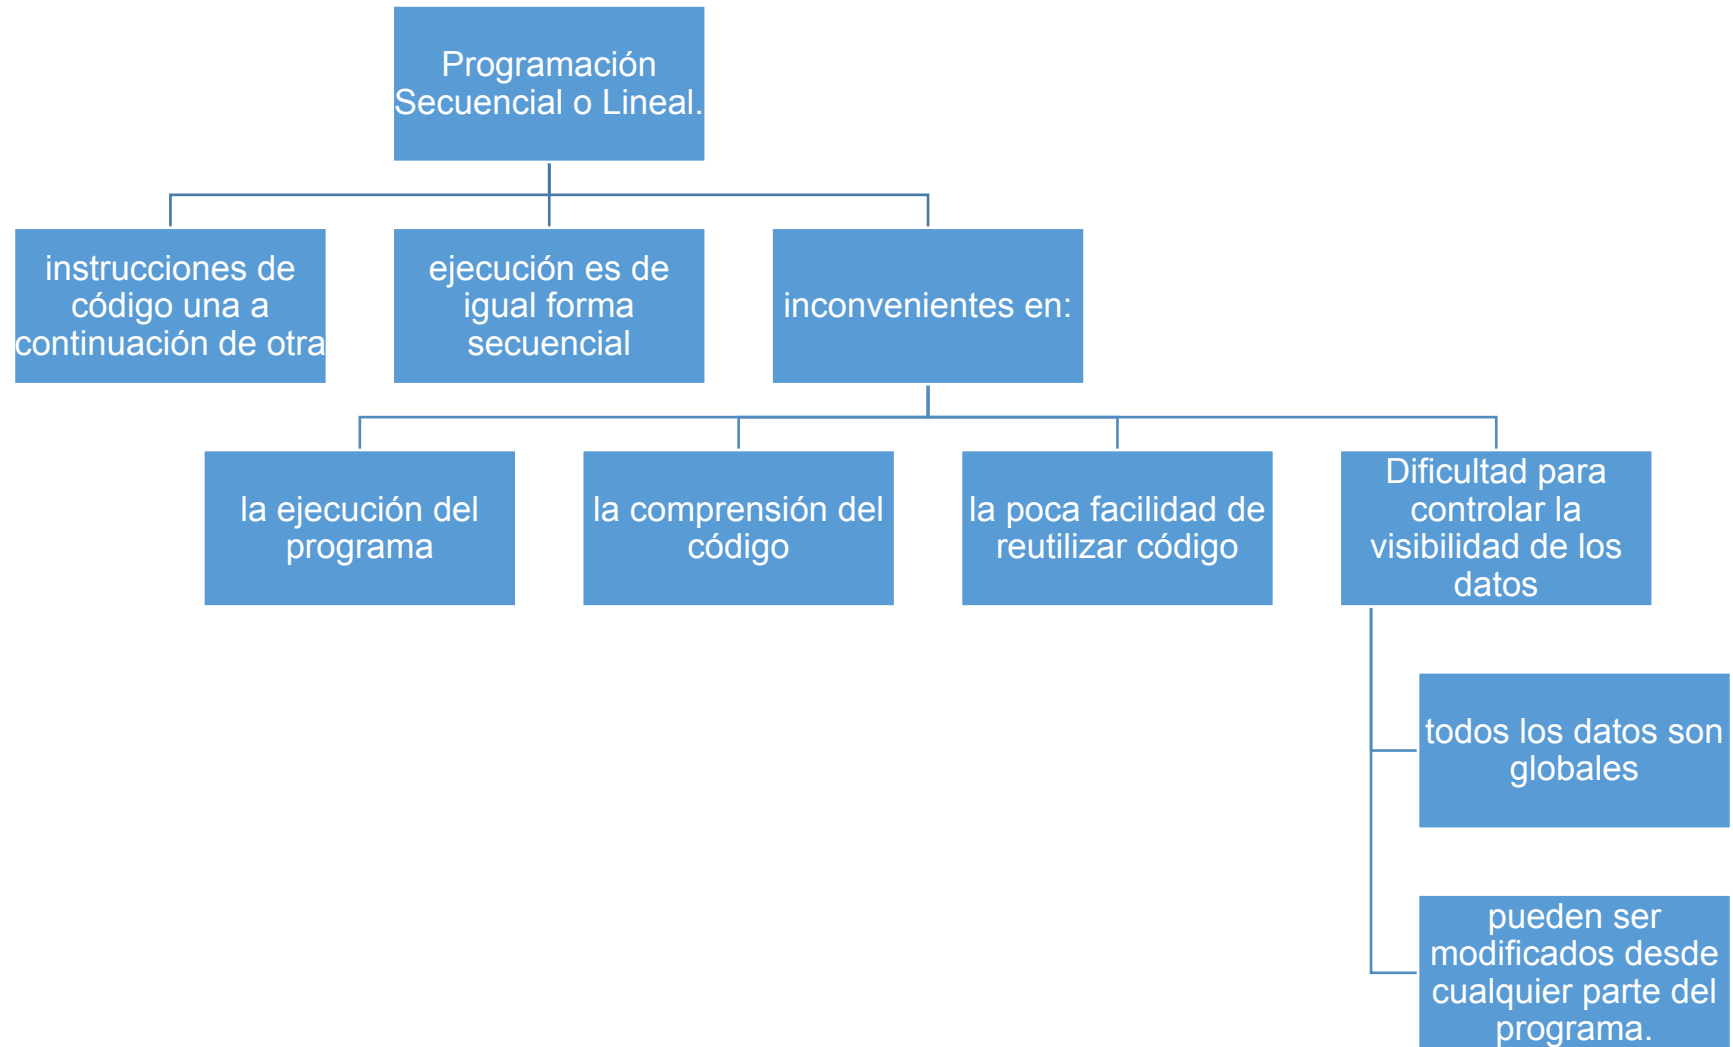 Programación
Secuencial o Lineal.
instrucciones de
código una a
continuación de otra
ejecución es de
igual forma
secuencial
inconvenientes en:
la ejecución del
programa
la comprensión del
código
la poca facilidad de
reutilizar código
Dificultad para
controlar la
visibilidad de los
datos
todos los datos son
globales
pueden ser
modificados desde
cualquier parte del
programa.